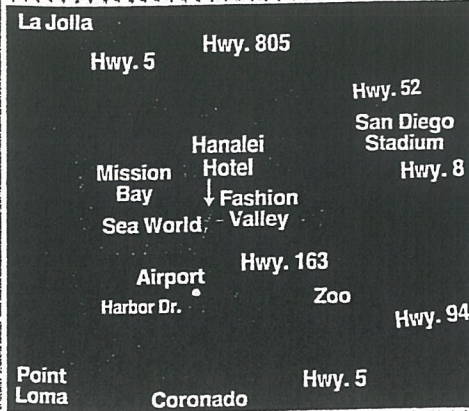 La Jolla
Hwy. 5
Hwy. 805
Hwy. 52
San Diego
Stadium
Hwy. 8
Hanalei
Hotel
Mission
Bay
Fashion
Valley
Sea World
Hwy. 163
Airport
Harbor Dr.
Zoo
Hwy. 94
Point
Loma
Coronado
Hwy. 5